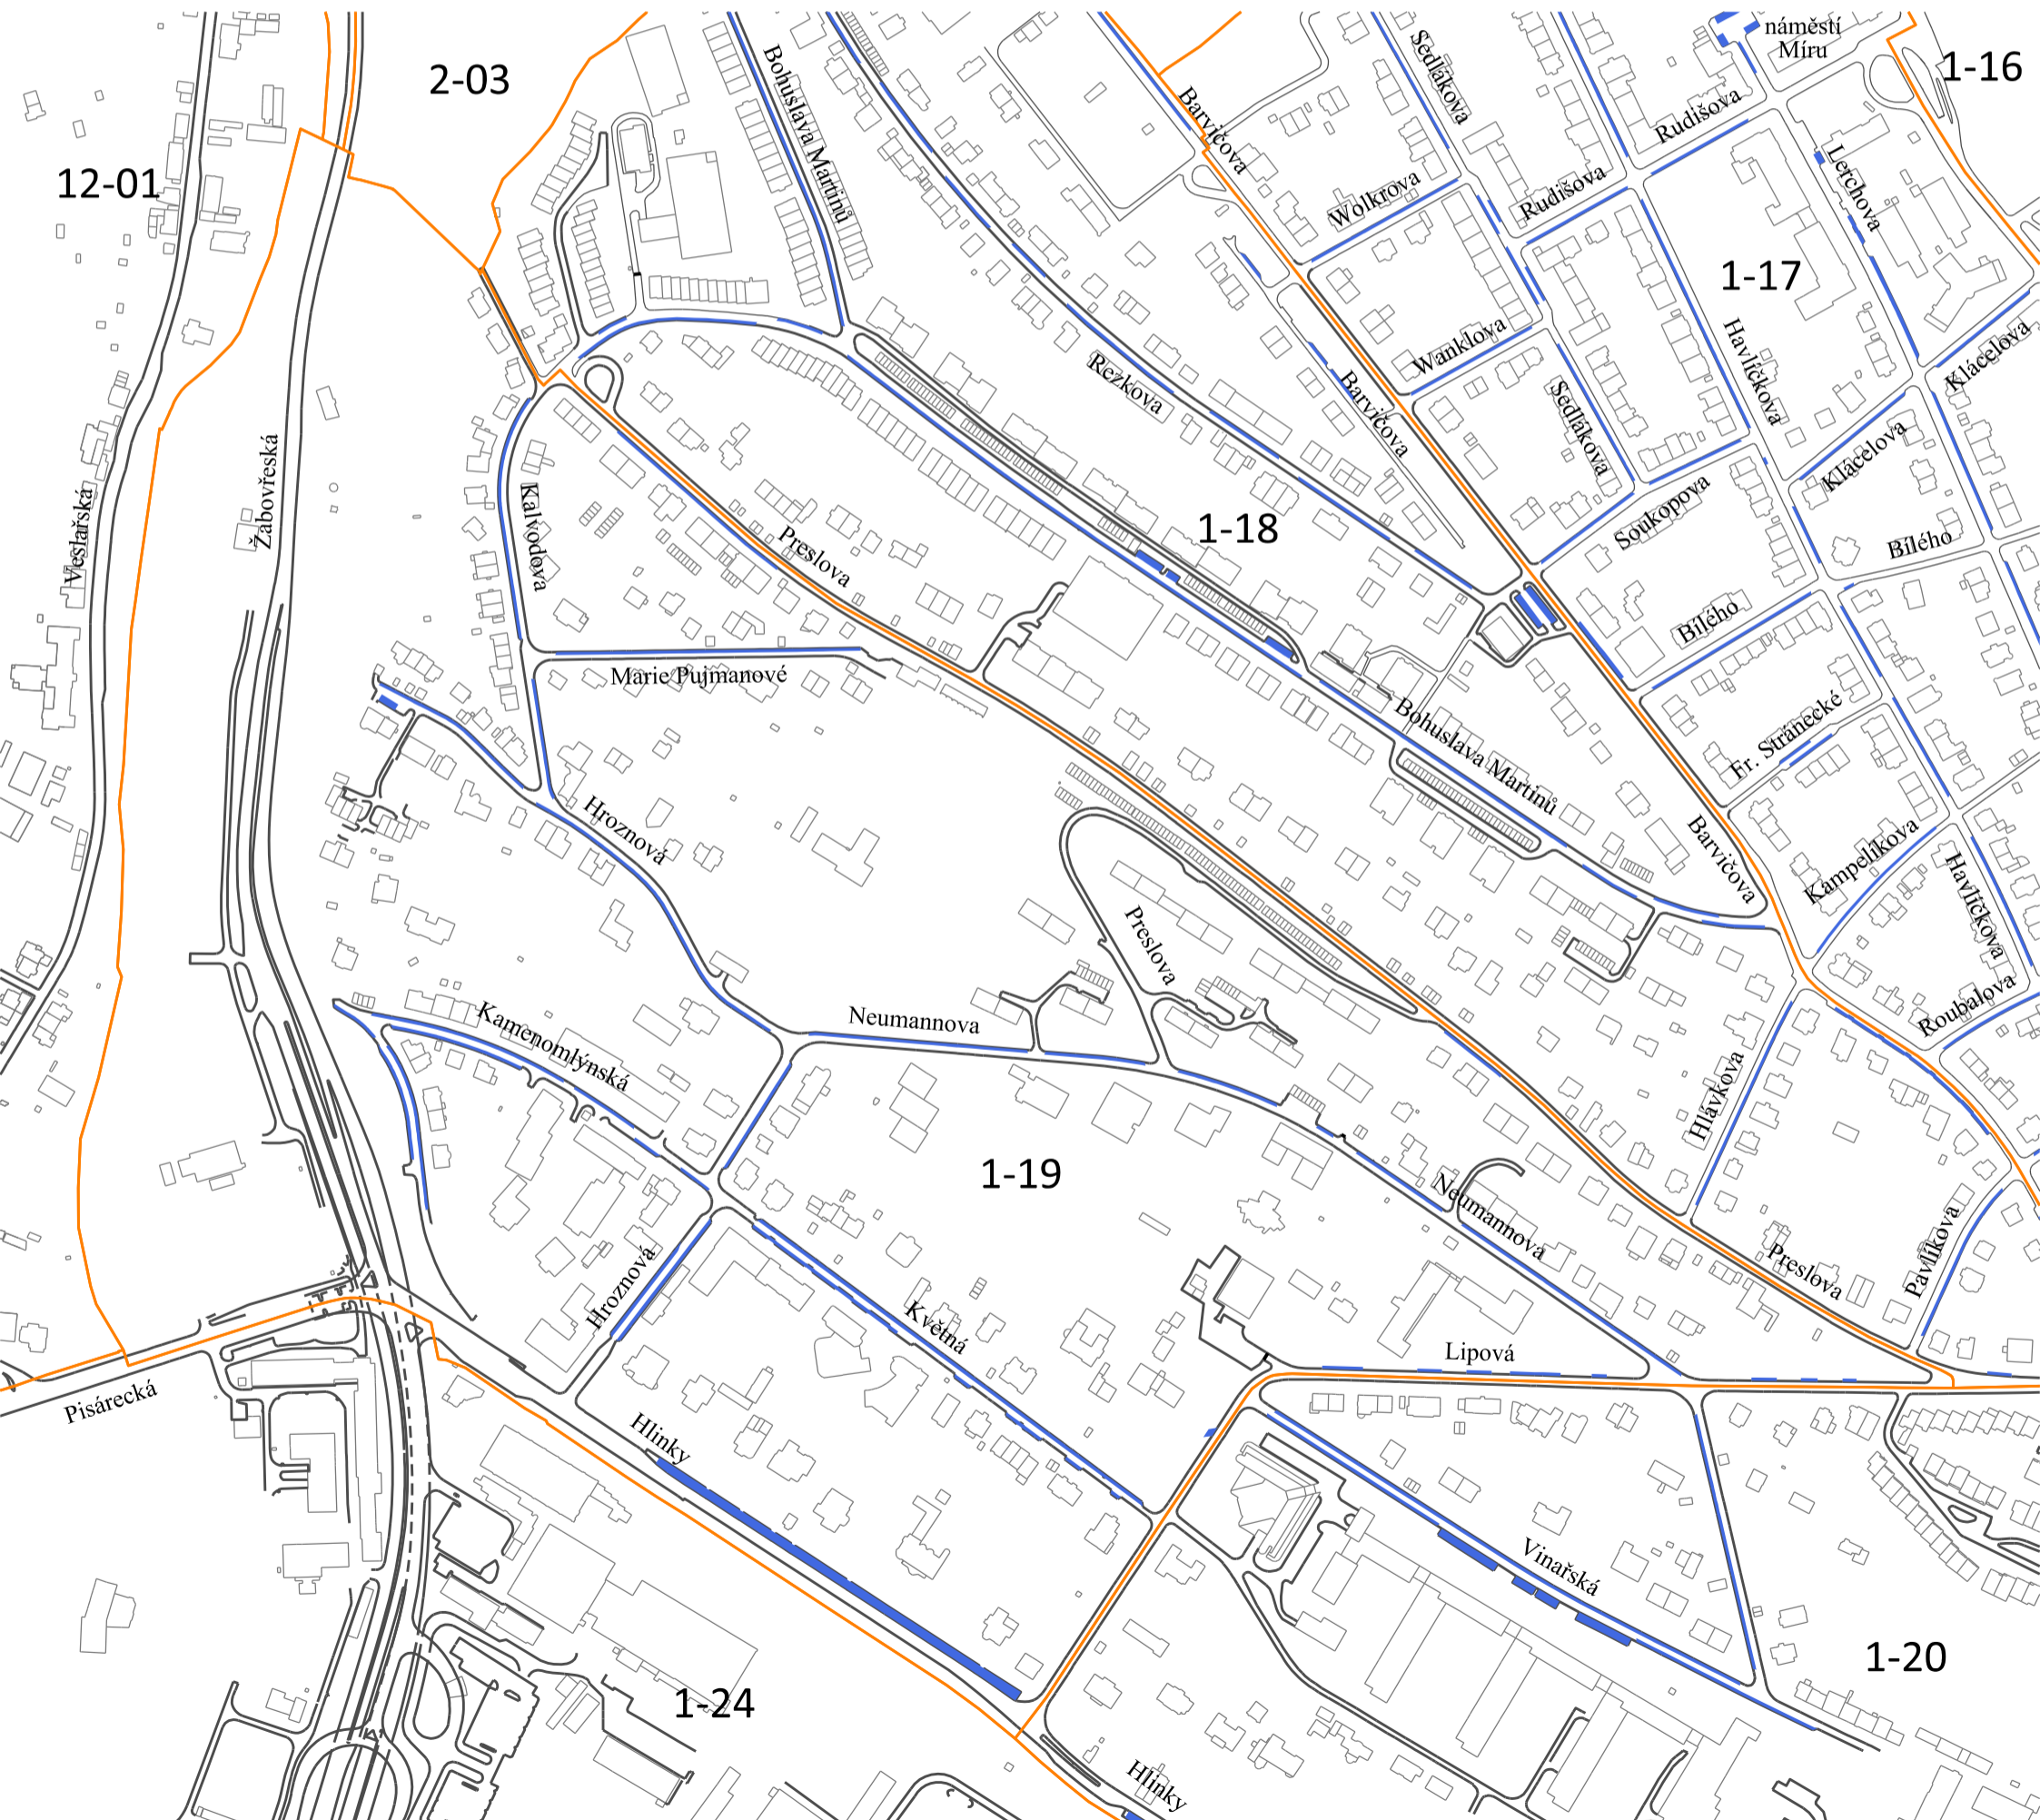 náměstí
Míru
1-16
2-03
Bohuslava Martinů
Barvičova
Sedlákova
Rudišova
12-01
Lerchova
Wolkrova
Rudišova
1-17
Wanklova
Havlíčkova
Klácelova
Rezkova
Barvičova
Sedlákova
Klácelova
Žábovřeská
Veslařská
Kalvodova
Preslova
1-18
Soukopova
Bílého
Bílého
Marie Pujmanové
Bohuslava Martinů
Fr. Stránecké
Hroznová
Barvičova
Kampelíkova
Havlíčkova
Preslova
Roubalova
Kamenomlýnská
Neumannova
Hlávkova
1-19
Neumannova
Pavlíkova
Preslova
Hroznová
Květná
Lipová
Pisárecká
Hlinky
Vinařská
1-20
1-24
Hlinky